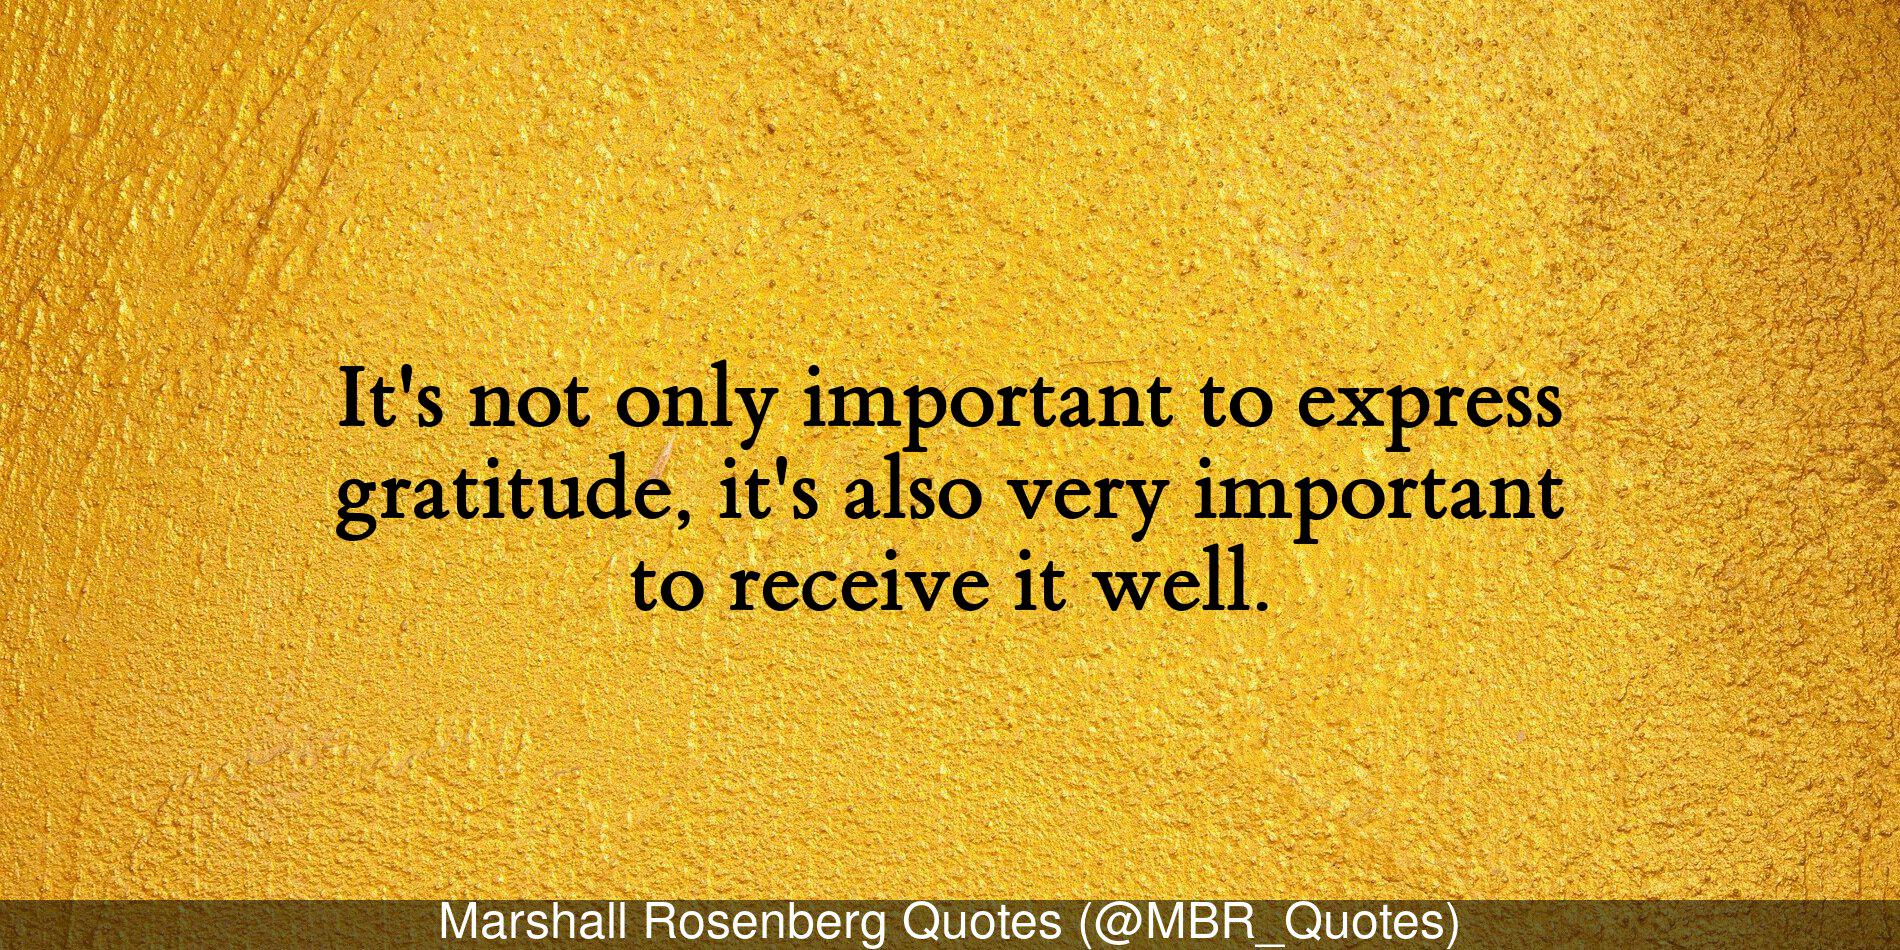 It's not only important to express
gratitude, it's also very important
to receive it well.
Marshall Rosenberg Quotes (@MBR_Quotes)